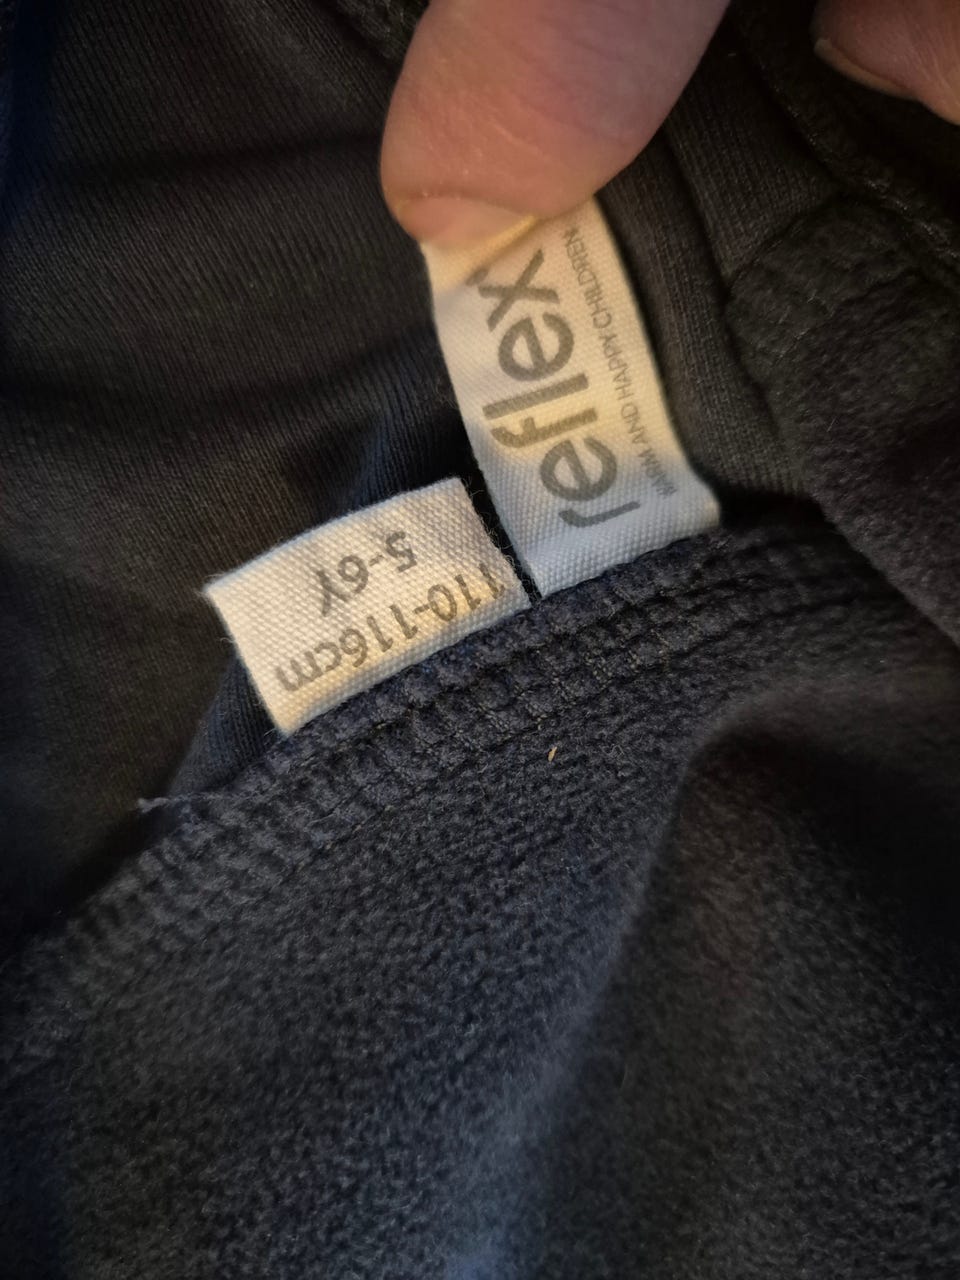 reflex
WARM AND HAPPY CHILDREN
110-116cm
5-6Y